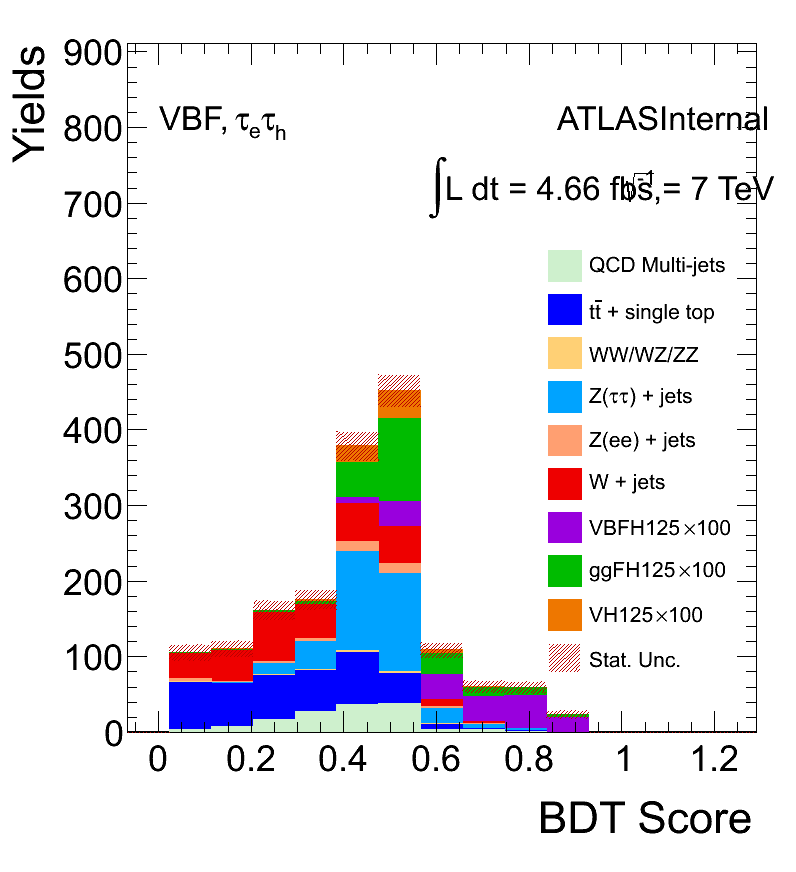 Yields
900
800
700
600
500
400
300
200
100
0
VBF, τeτh
ATLASInternal
∫L dt = 4.66 fb-1, √s = 7 TeV
QCD Multi-jets
tt̄ + single top
WW/WZ/ZZ
Z(ττ) + jets
Z(ee) + jets
W + jets
VBFH125×100
ggFH125×100
VH125×100
Stat. Unc.
0 0.2 0.4 0.6 0.8 1 1.2
BDT Score